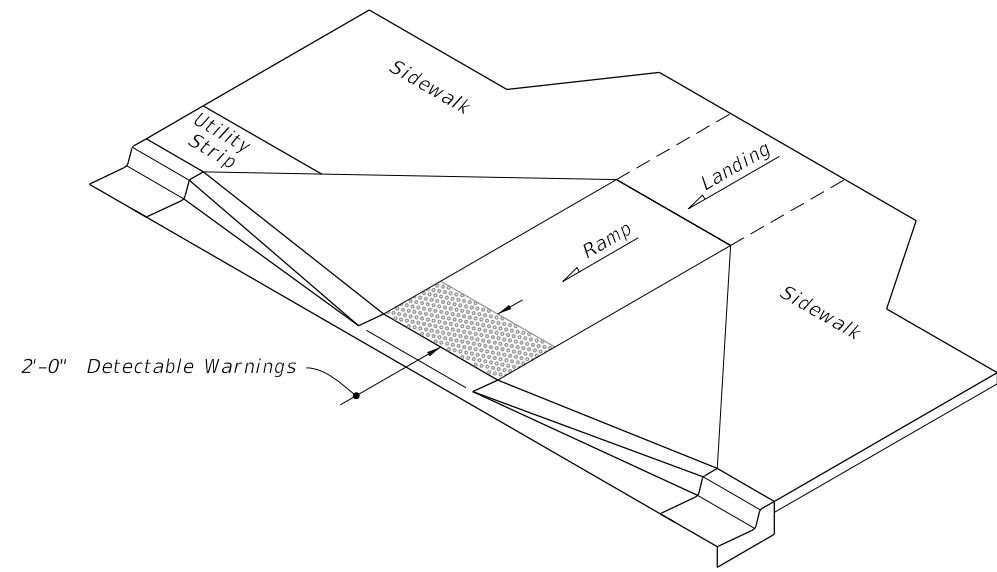 Sidewalk
Utility
Strip
Landing
Ramp
Sidewalk
2'-0" Detectable Warnings